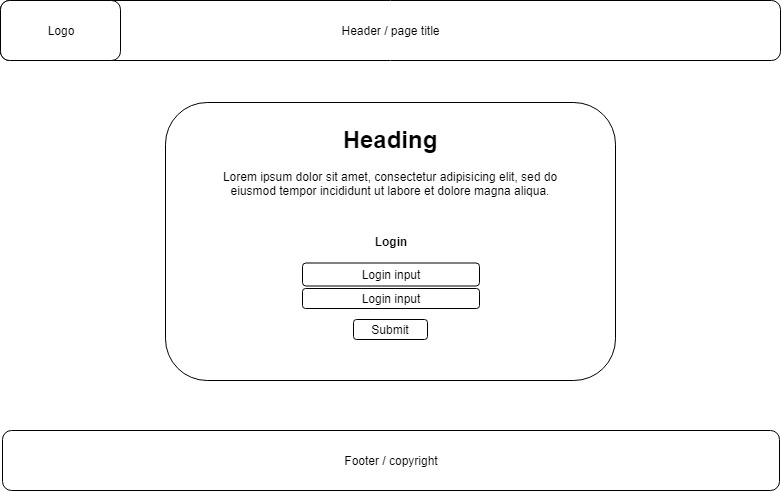 Logo
Header / page title
Heading
Lorem ipsum dolor sit amet, consectetur adipisicing elit, sed do
eiusmod tempor incididunt ut labore et dolore magna aliqua.
Login
Login input
Login input
Submit
Footer / copyright